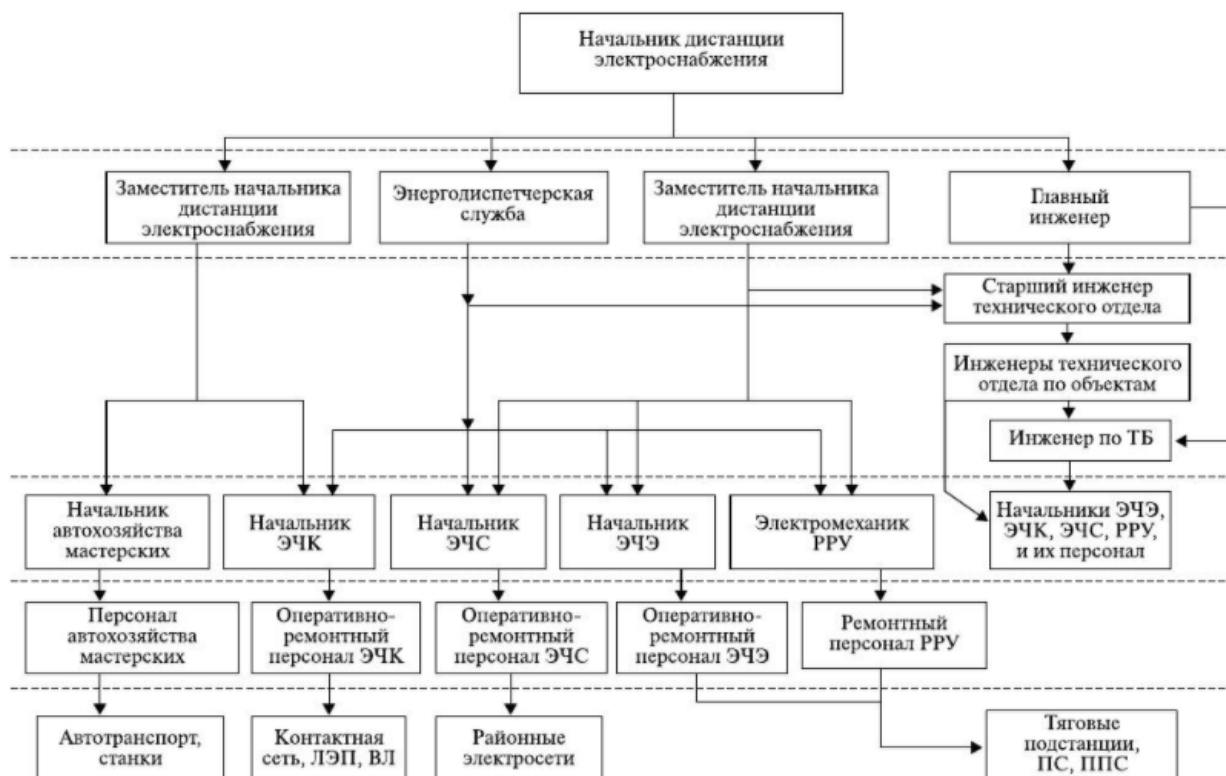 Начальник дистанции
электроснабжения
Заместитель начальника
дистанции
электроснабжения
Энергодиспетчерская
служба
Заместитель начальника
дистанции
электроснабжения
Главный
инженер
Старший инженер
технического отдела
Инженеры технического
отдела по объектам
Инженер по ТБ
Начальник
автохозяйства
мастерских
Начальник
ЭЧК
Начальник
ЭЧС
Начальник
ЭЧЭ
Электромеханик
РРУ
Начальники ЭЧЭ,
ЭЧК, ЭЧС, РРУ,
и их персонал
Персонал
автохозяйства
мастерских
Оперативно-
ремонтный
персонал ЭЧК
Оперативно-
ремонтный
персонал ЭЧС
Оперативно-
ремонтный
персонал ЭЧЭ
Ремонтный
персонал РРУ
Автотранспорт,
станки
Контактная
сеть, ЛЭП, ВЛ
Районные
электросети
Тяговые
подстанции,
ПС, ППС